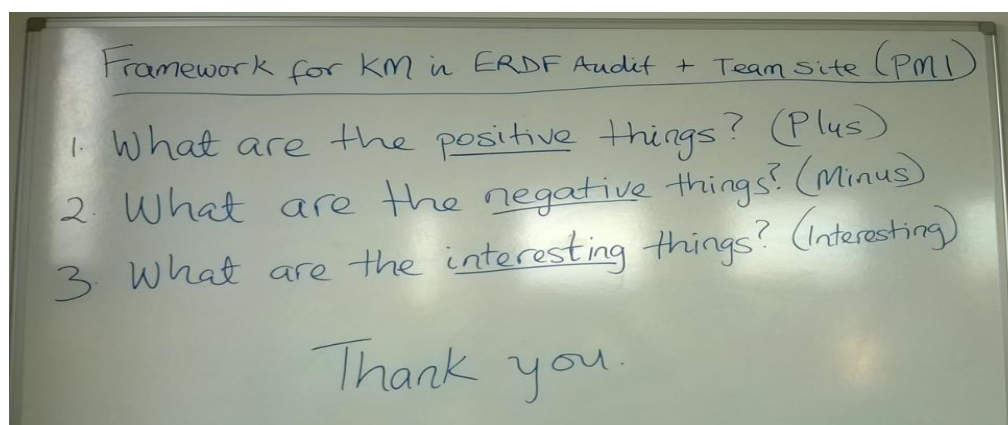 Framework for KM in ERDF Audit + Team Site (PMI)
1. What are the positive things? (Plus)
2. What are the negative things? (Minus)
3. What are the interesting things? (Interesting)
Thank you.